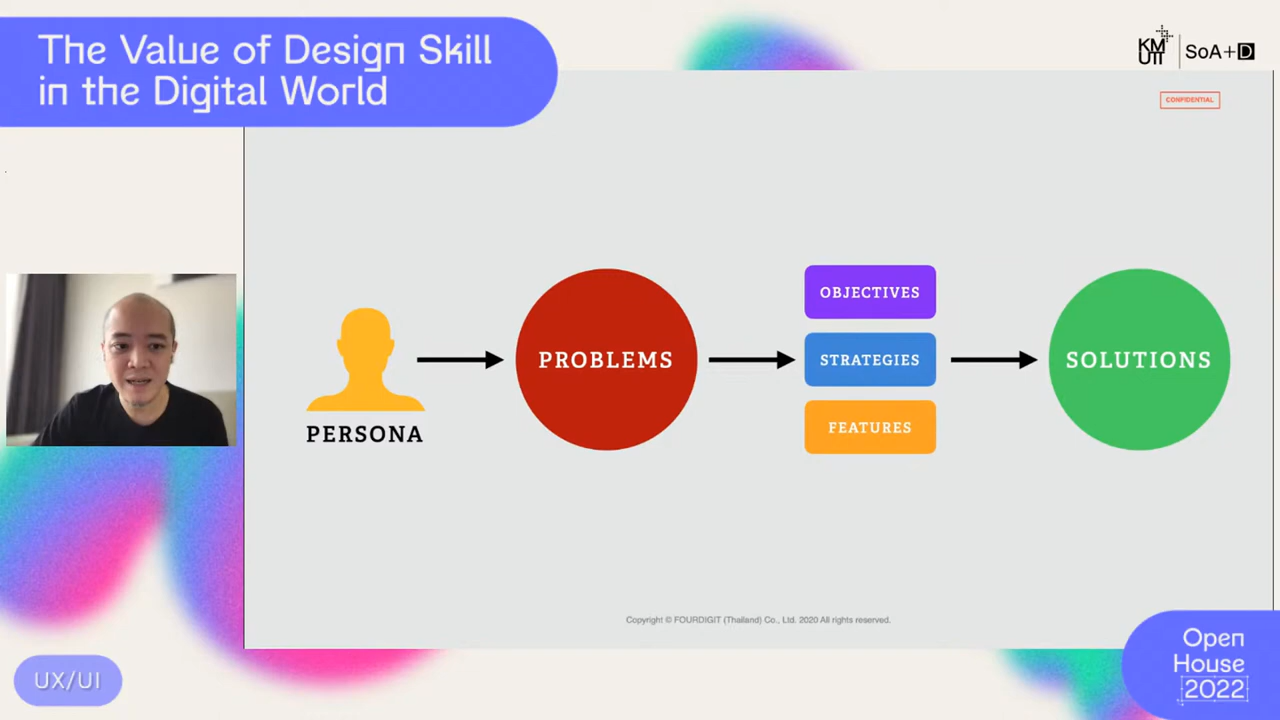 The Value of Design Skill
in the Digital World
KM
UTT
SoA+D
CONFIDENTIAL
PERSONA
PROBLEMS
OBJECTIVES
STRATEGIES
FEATURES
SOLUTIONS
Copyright © FOURDIGIT (Thailand) Co., Ltd. 2020 All rights reserved.
UX/UI
Open
House
2022